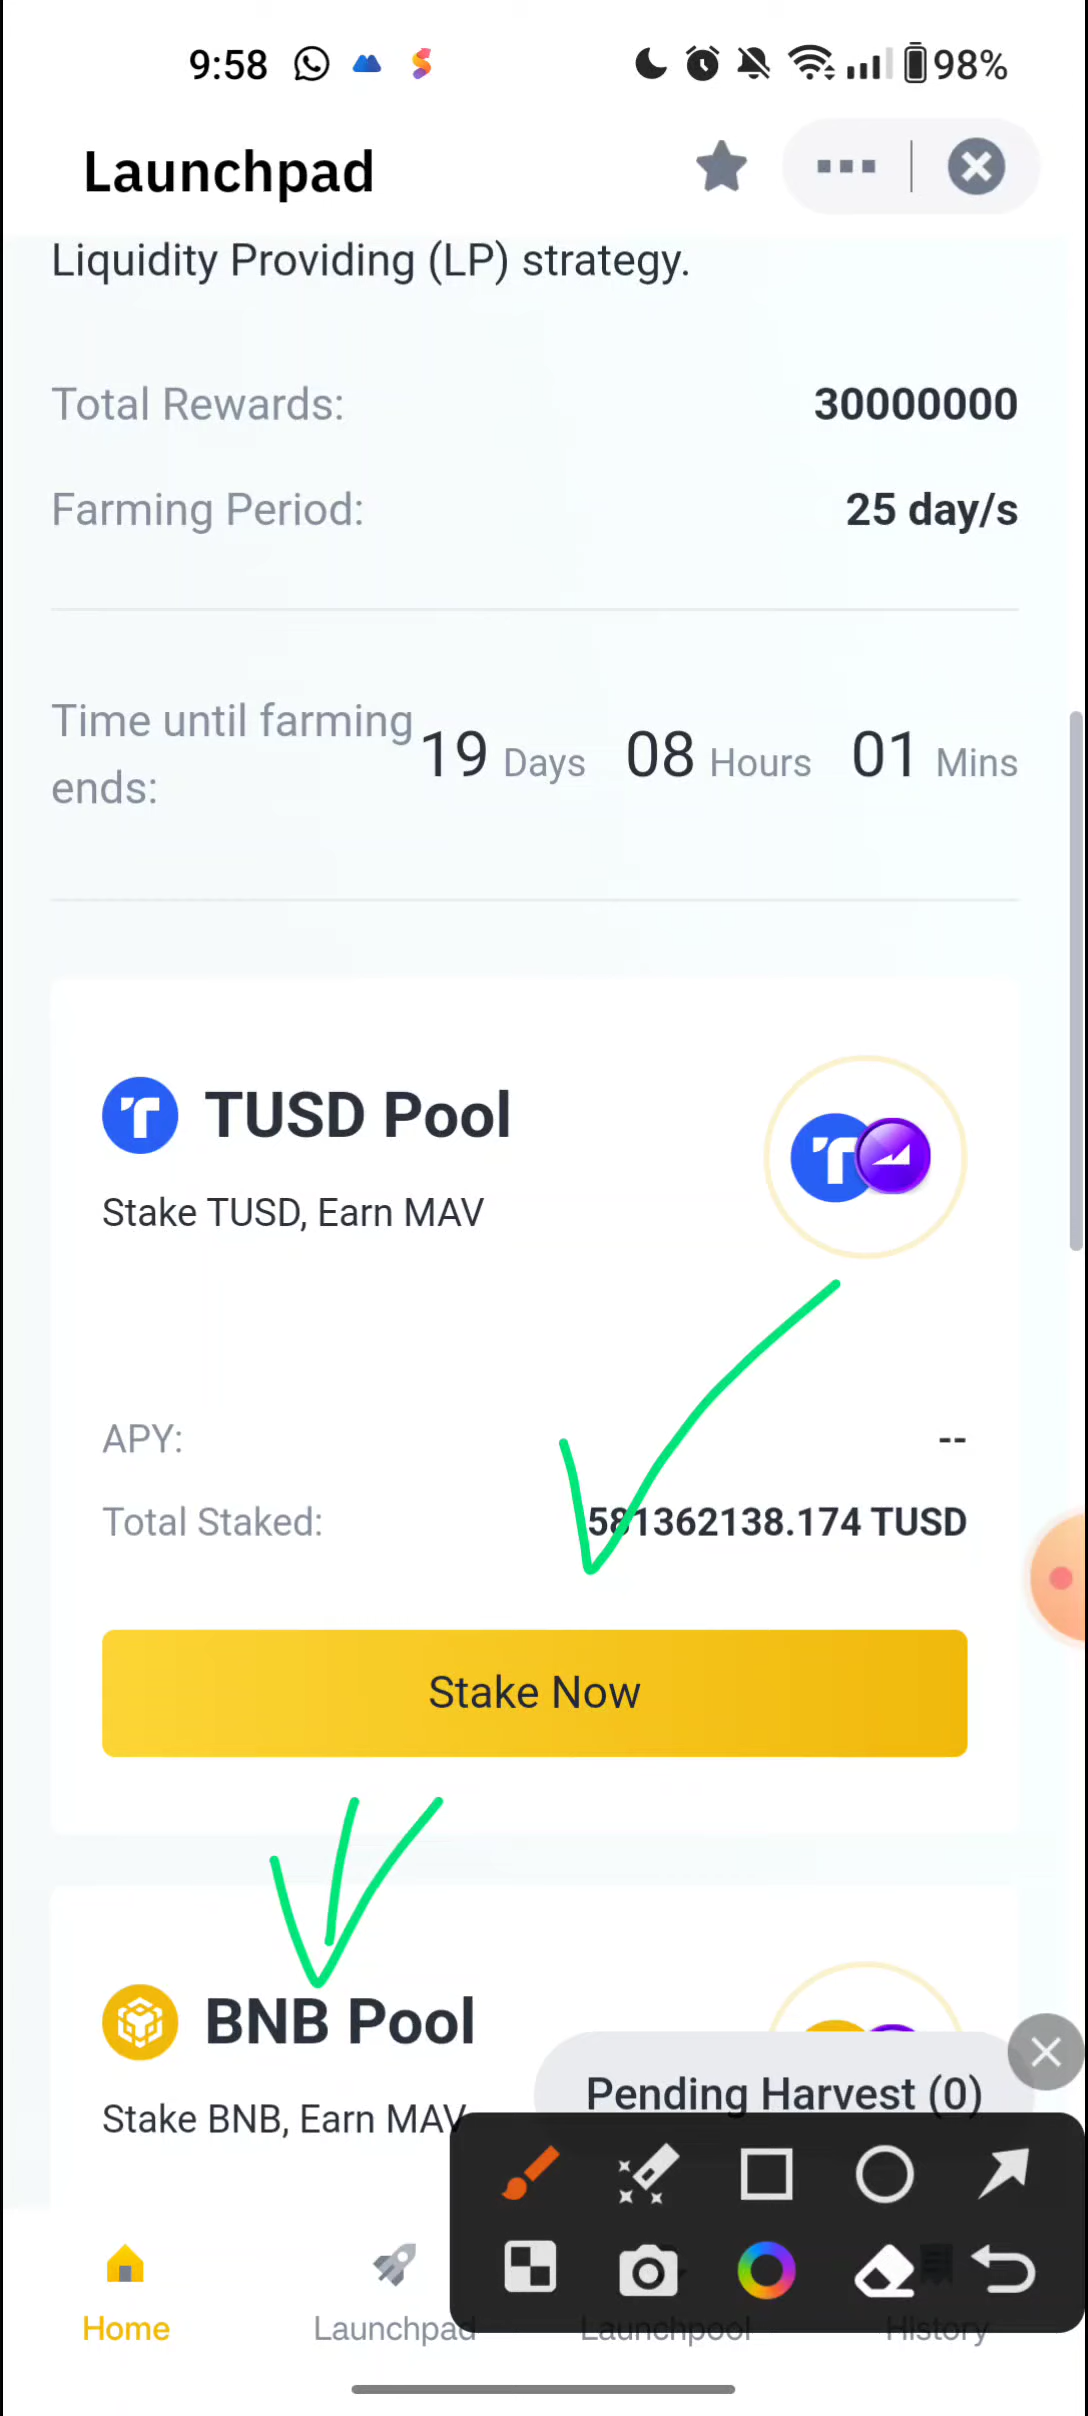 9:58
98%
Launchpad
Liquidity Providing (LP) strategy.
Total Rewards: 30000000
Farming Period: 25 day/s
Time until farming ends: 19 Days 08 Hours 01 Mins
TUSD Pool
Stake TUSD, Earn MAV
APY: --
Total Staked: 581362138.174 TUSD
Stake Now
BNB Pool
Stake BNB, Earn MAV
Pending Harvest (0)
Home
Launchpad
Launchpool
History